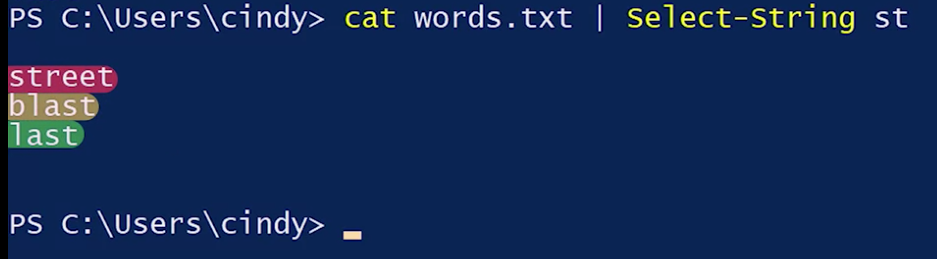 PS C:\Users\cindy> cat words.txt | Select-String st
street
blast
last
PS C:\Users\cindy> _